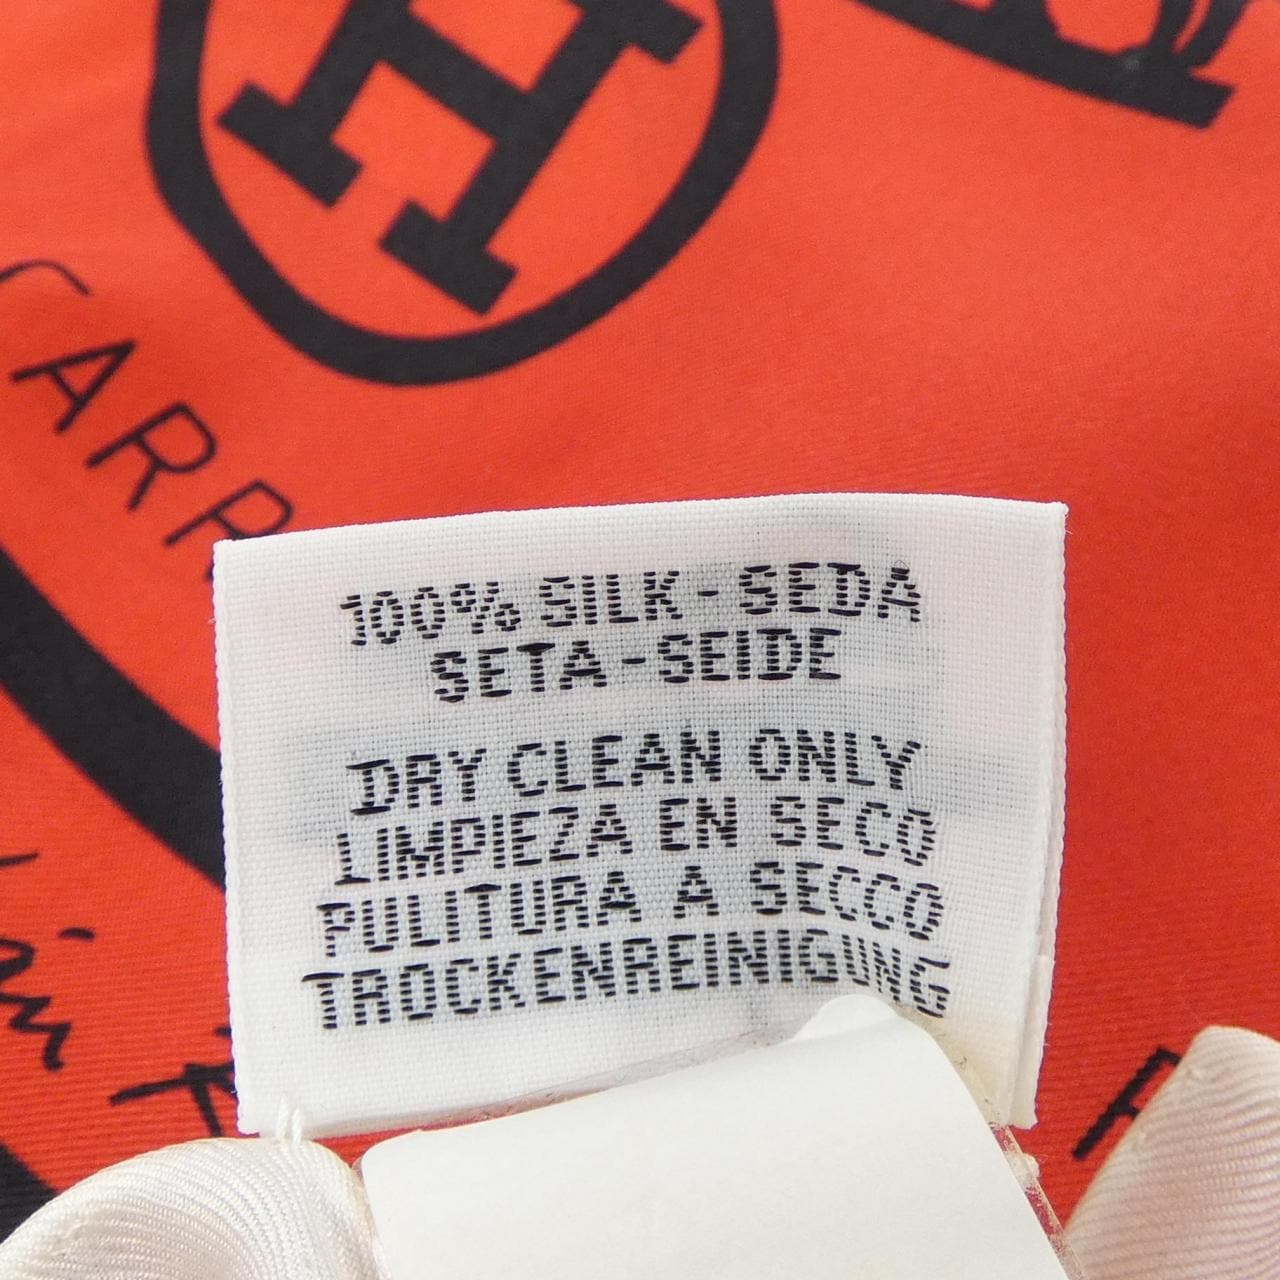 H
CARR
100% SILK - SEDA
SETA - SEIDE
DRY CLEAN ONLY
LIMPIEZA EN SECO
PULITURA A SECCO
TROCKENREINIGUNG